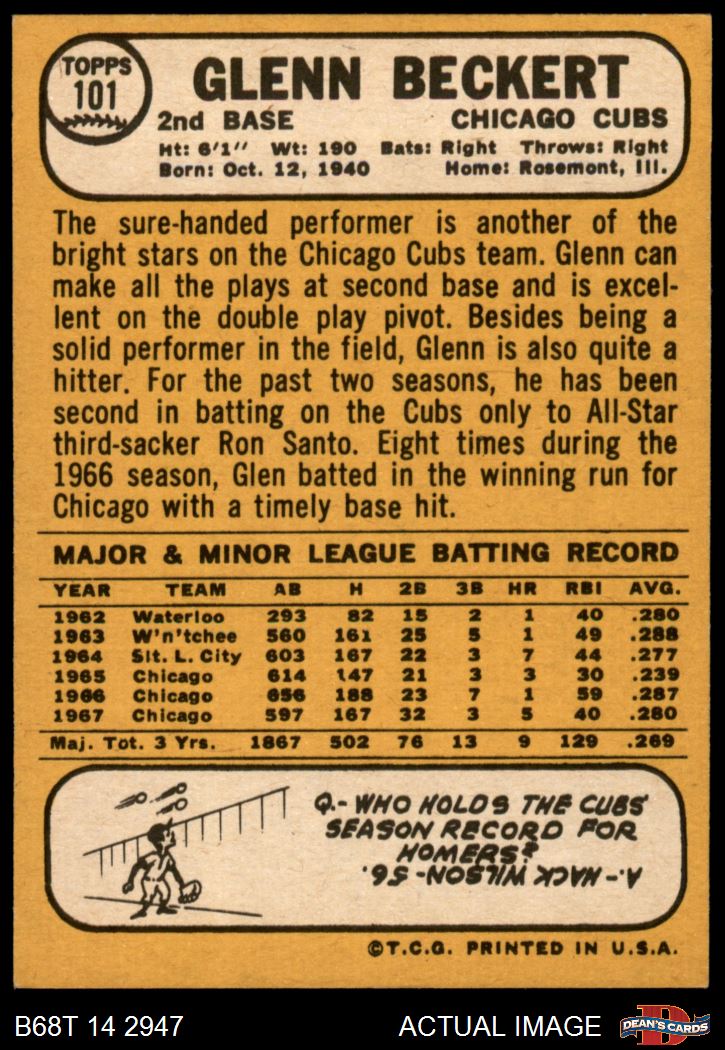 TOPPS
101
GLENN BECKERT
2nd BASE CHICAGO CUBS
Ht: 6'1" Wt: 190 Bats: Right Throws: Right
Born: Oct. 12, 1940 Home: Rosemont, Ill.
The sure-handed performer is another of the
bright stars on the Chicago Cubs team. Glenn can
make all the plays at second base and is excel-
lent on the double play pivot. Besides being a
solid performer in the field, Glenn is also quite a
hitter. For the past two seasons, he has been
second in batting on the Cubs only to All-Star
third-sacker Ron Santo. Eight times during the
1966 season, Glen batted in the winning run for
Chicago with a timely base hit.
MAJOR & MINOR LEAGUE BATTING RECORD
YEAR TEAM AB H 2B 3B HR RBI AVG.
1962 Waterloo 293 82 15 2 1 40 .280
1963 W'n'tchee 560 161 25 5 1 49 .288
1964 Slt. L. City 603 167 22 3 7 44 .277
1965 Chicago 614 147 21 3 3 30 .239
1966 Chicago 656 188 23 7 1 59 .287
1967 Chicago 597 167 32 3 5 40 .280
Maj. Tot. 3 Yrs. 1867 502 76 13 9 129 .269
Q.- WHO HOLDS THE CUBS'
SEASON RECORD FOR
HOMERS?
A.- HACK WILSON- 56.
©T.C.G. PRINTED IN U.S.A.
B68T 14 2947 ACTUAL IMAGE
D
DEAN'S CARDS